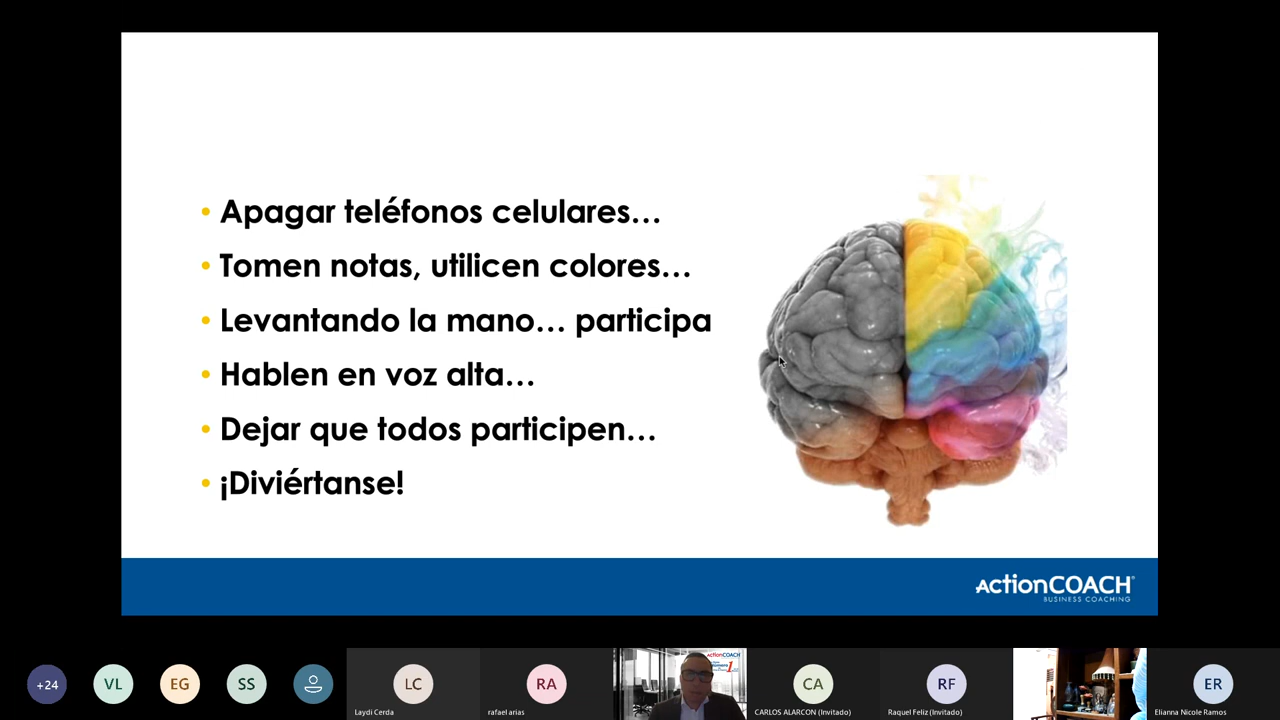 • Apagar teléfonos celulares...
• Tomen notas, utilicen colores...
• Levantando la mano... participa
• Hablen en voz alta...
• Dejar que todos participen...
• ¡Diviértanse!
ActionCOACH
BUSINESS COACHING
+24
VL
EG
SS
LC
Laydi Cerda
RA
rafael arias
ActionCOACH
CA
CARLOS ALARCON (Invitado)
RF
Raquel Feliz (Invitado)
ER
Elianna Nicole Ramos